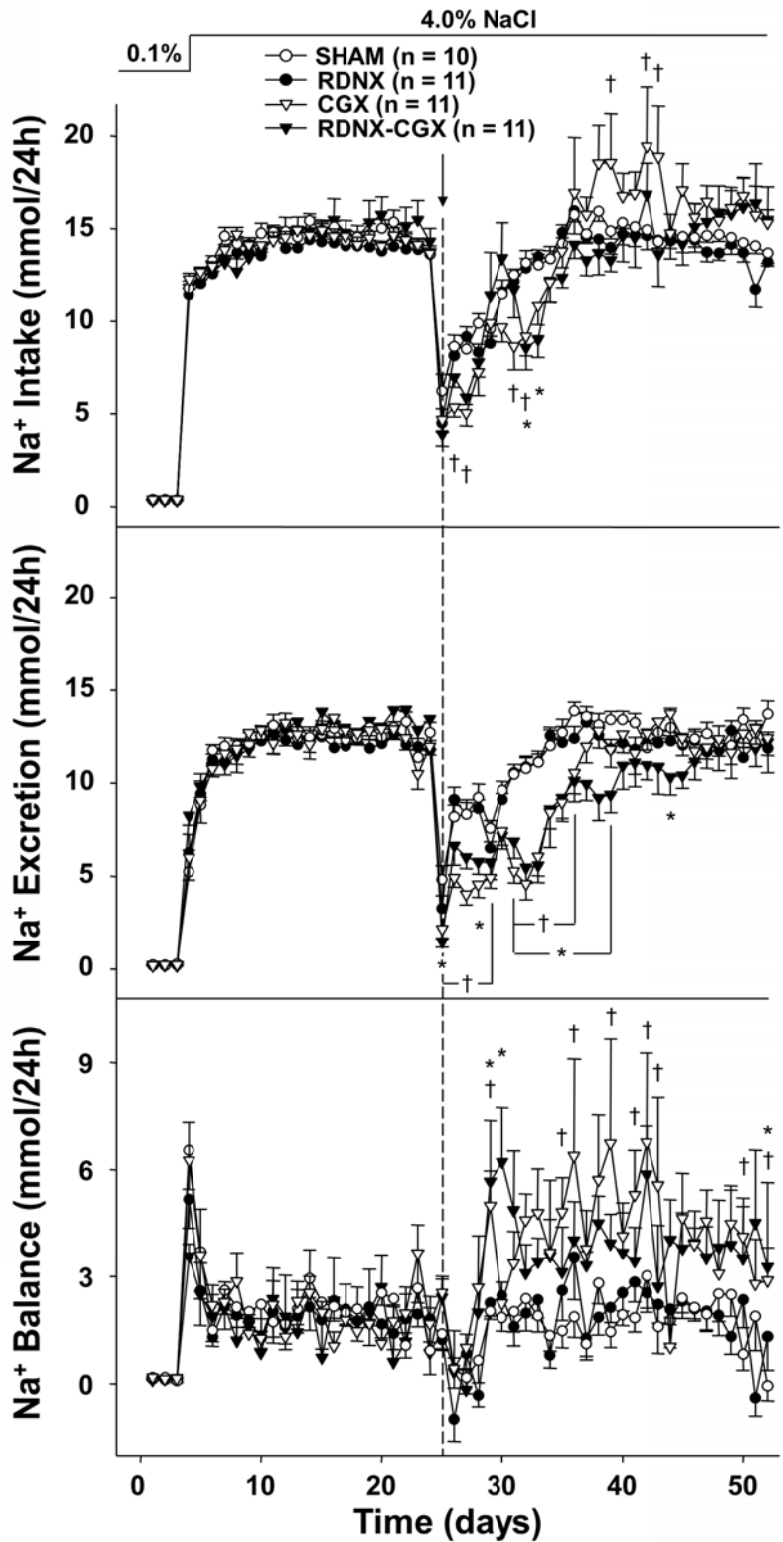 4.0% NaCl
0.1%
SHAM (n = 10)
RDNX (n = 11)
CGX (n = 11)
RDNX-CGX (n = 11)
Na⁺ Intake (mmol/24h)
20
15
10
5
0
† † †
† † *
*
† †
Na⁺ Excretion (mmol/24h)
20
15
10
5
0
*
* * †
† *
Na⁺ Balance (mmol/24h)
9
6
3
0
* *
† † † † † † † †
*
†
0 10 20 30 40 50
Time (days)